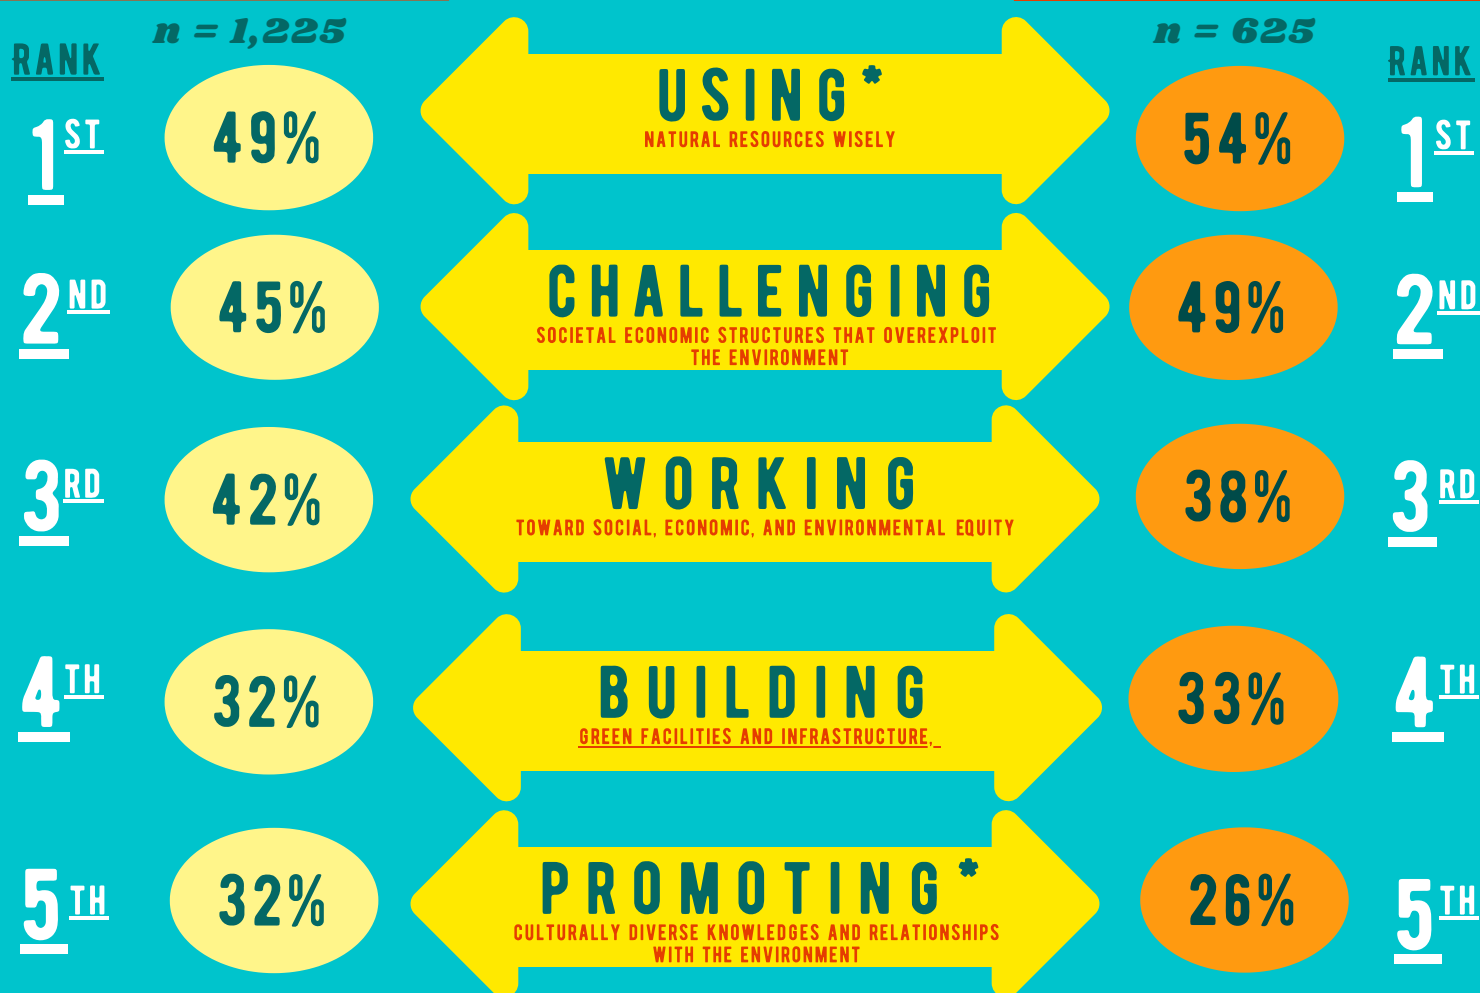 n = 1,225
n = 625
RANK
RANK
1ST
49%
USING*
NATURAL RESOURCES WISELY
54%
1ST
2ND
45%
CHALLENGING
SOCIETAL ECONOMIC STRUCTURES THAT OVEREXPLOIT
THE ENVIRONMENT
49%
2ND
3RD
42%
WORKING
TOWARD SOCIAL, ECONOMIC, AND ENVIRONMENTAL EQUITY
38%
3RD
4TH
32%
BUILDING
GREEN FACILITIES AND INFRASTRUCTURE,
33%
4TH
5TH
32%
PROMOTING*
CULTURALLY DIVERSE KNOWLEDGES AND RELATIONSHIPS
WITH THE ENVIRONMENT
26%
5TH